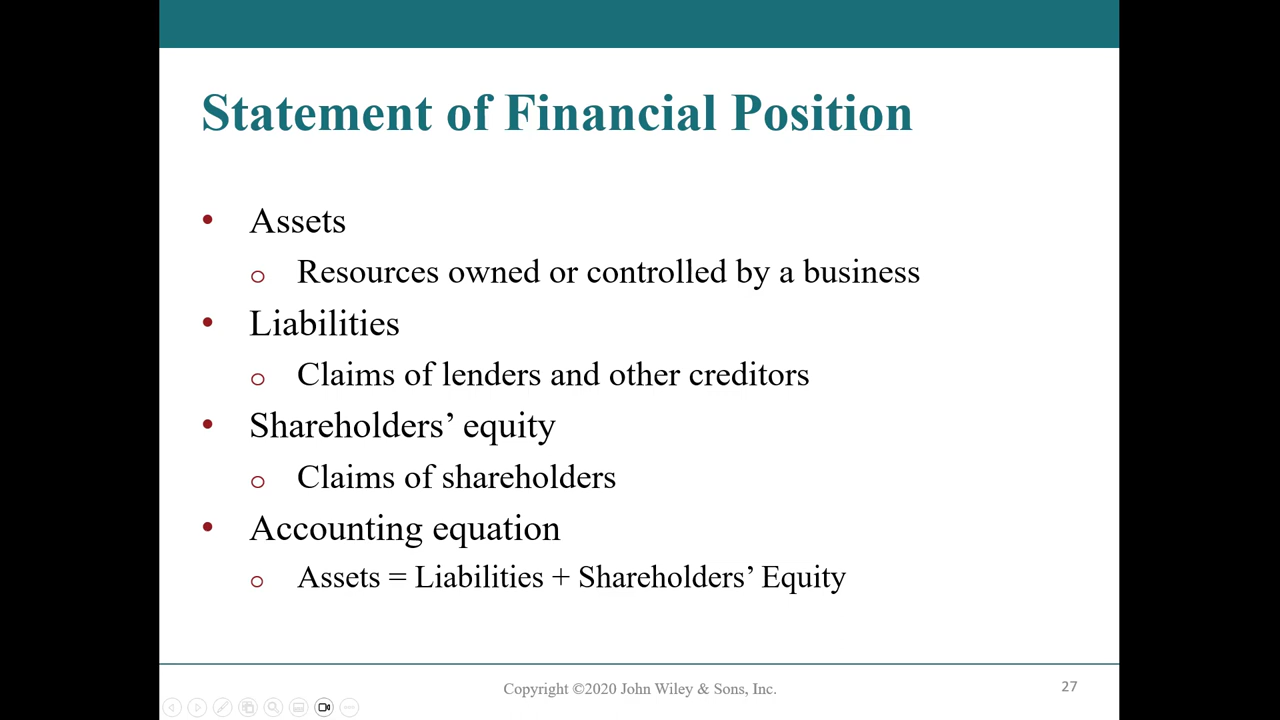 Statement of Financial Position
• Assets
o Resources owned or controlled by a business
• Liabilities
o Claims of lenders and other creditors
• Shareholders’ equity
o Claims of shareholders
• Accounting equation
o Assets = Liabilities + Shareholders’ Equity
Copyright ©2020 John Wiley & Sons, Inc.
27